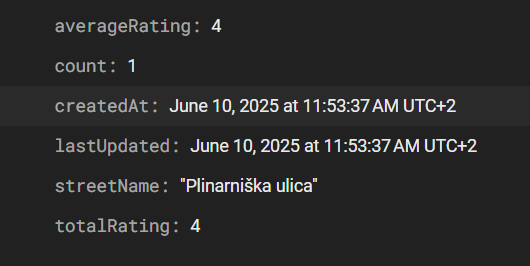 averageRating: 4
count: 1
createdAt: June 10, 2025 at 11:53:37 AM UTC+2
lastUpdated: June 10, 2025 at 11:53:37 AM UTC+2
streetName: "Plinarniška ulica"
totalRating: 4